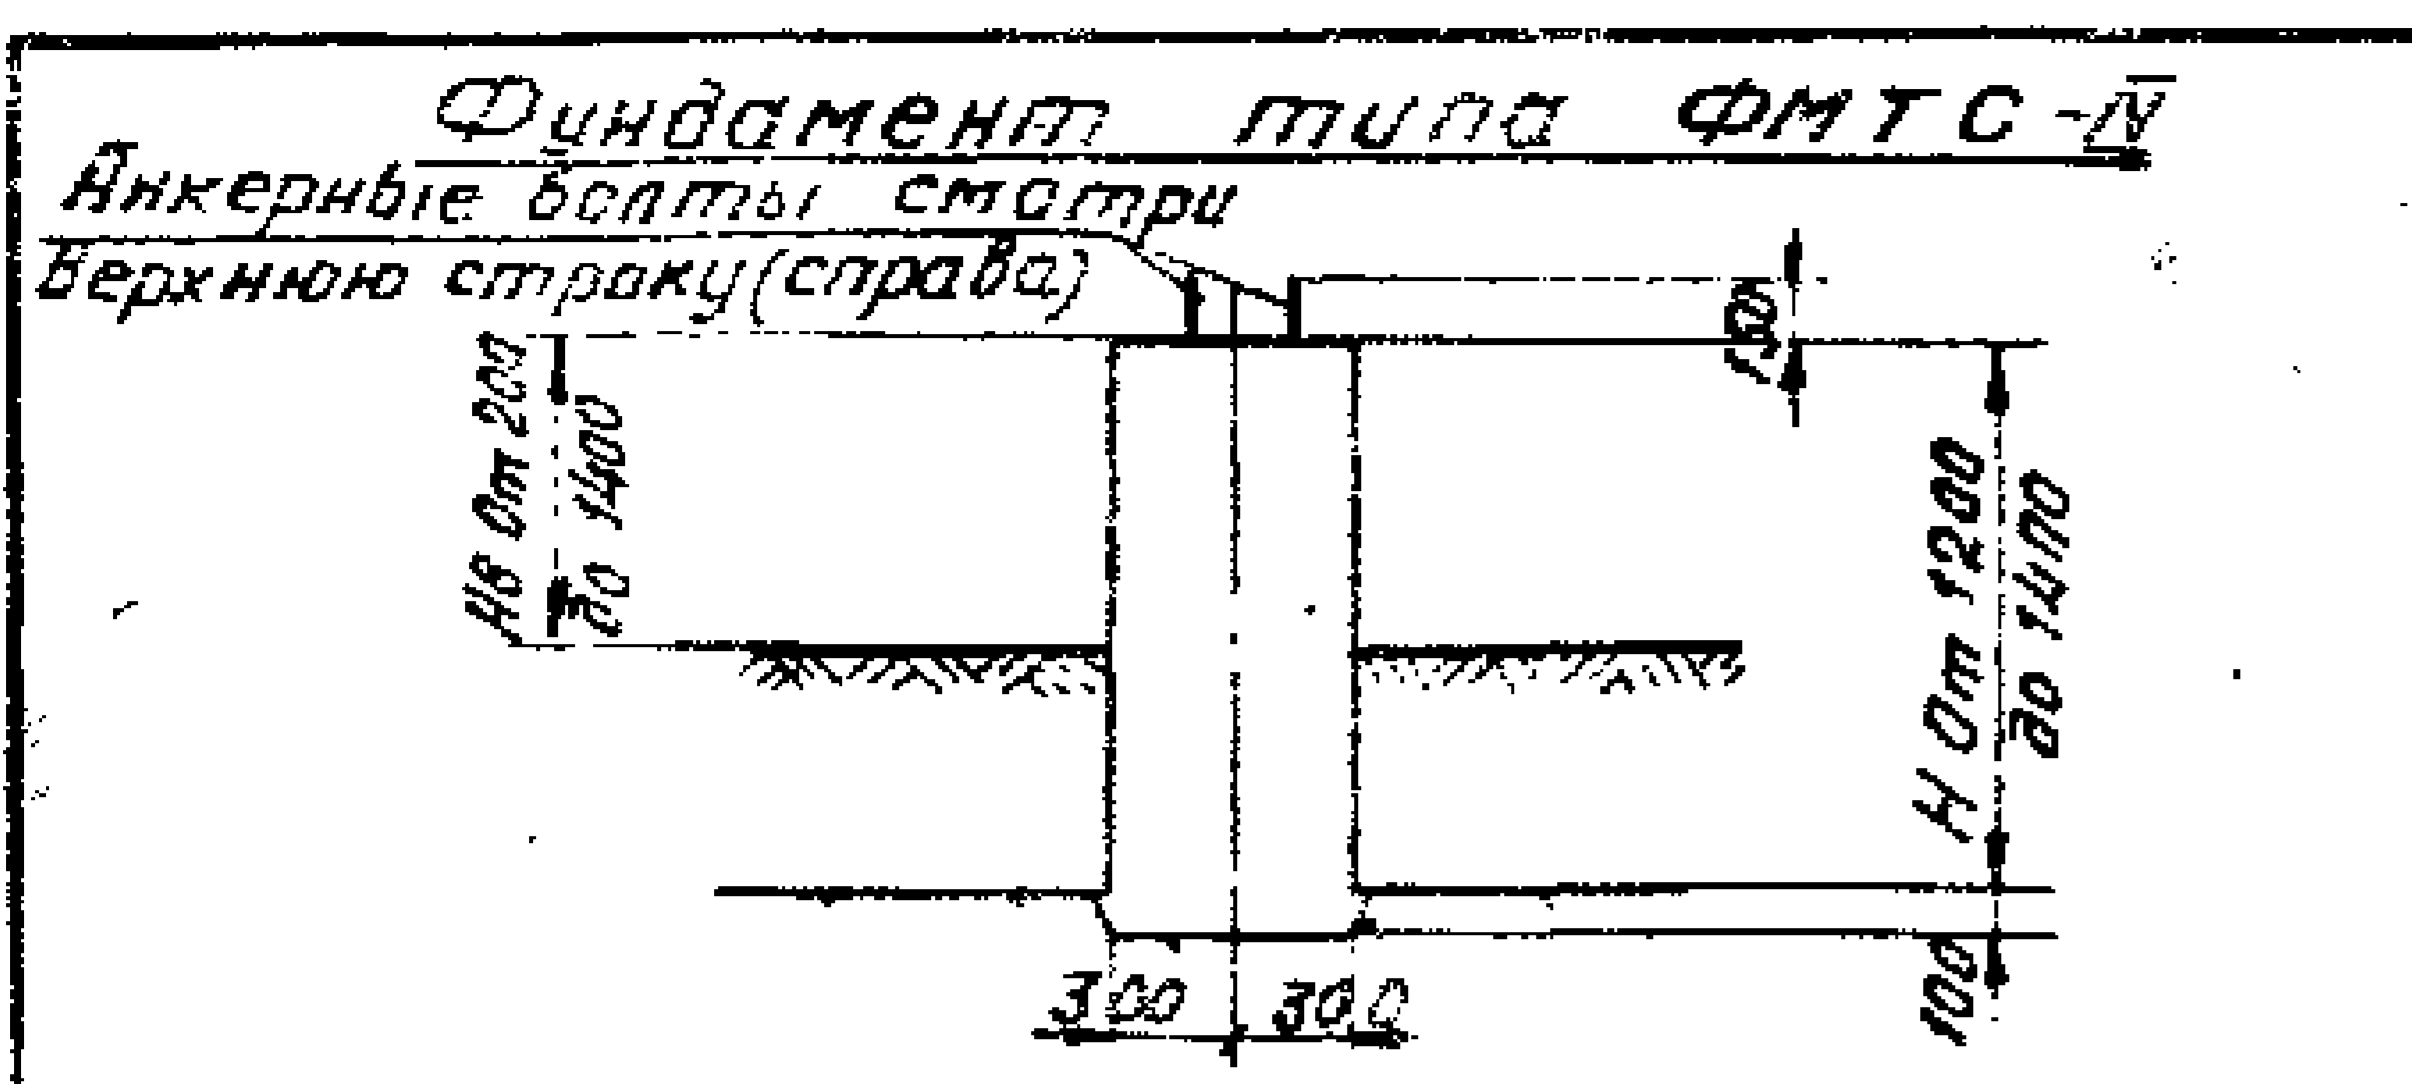 Фундамент типа ФМТС-IV
Анкерные болты смотри
верхнюю строку (справа)
150
Нв от 200
до 1400
Н от 1200
до 1400
300 300
100